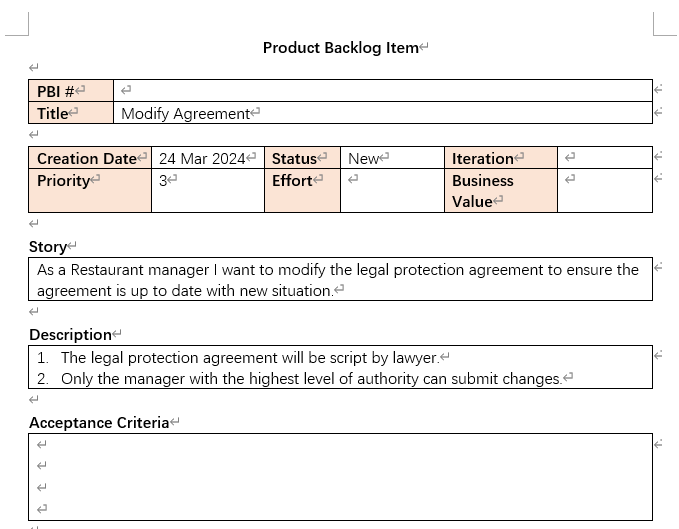 Product Backlog Item
PBI #
Title Modify Agreement
Creation Date 24 Mar 2024 Status New Iteration
Priority 3 Effort Business
Value
Story
As a Restaurant manager I want to modify the legal protection agreement to ensure the
agreement is up to date with new situation.
Description
1. The legal protection agreement will be script by lawyer.
2. Only the manager with the highest level of authority can submit changes.
Acceptance Criteria